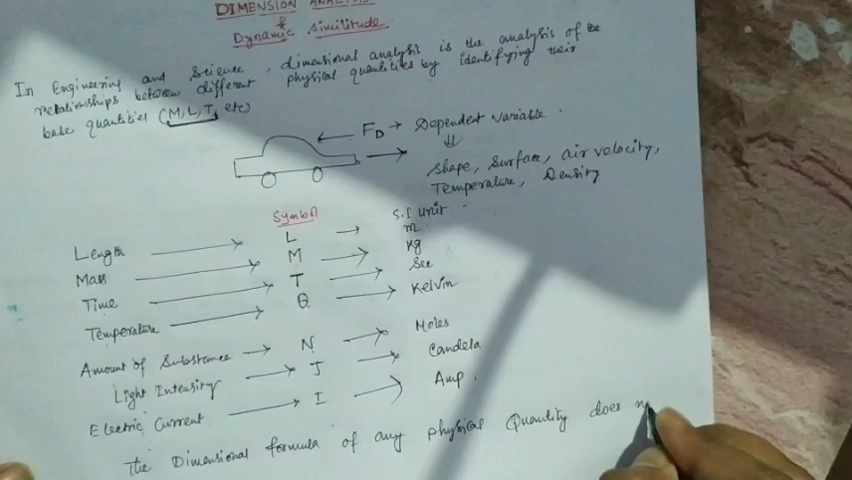 DIMENSION ANALYSIS
&
Dynamic similitude
In Engineering and Science, dimensional analysis is the analysis of the
relationships between different physical quantities by identifying their
base quantities (M, L, T, etc)
FD → Dependent variable.
⇓
Shape, Surface, air velocity,
Temperature, Density
Symbol S.I unit
Length → L → m
Mass → M → kg
Time → T → Sec
Temperature → θ → Kelvin
Amount of Substance → N → Moles
Light Intensity → J → Candela
Electric Current → I → Amp.
The Dimensional formula of any physical Quantity does